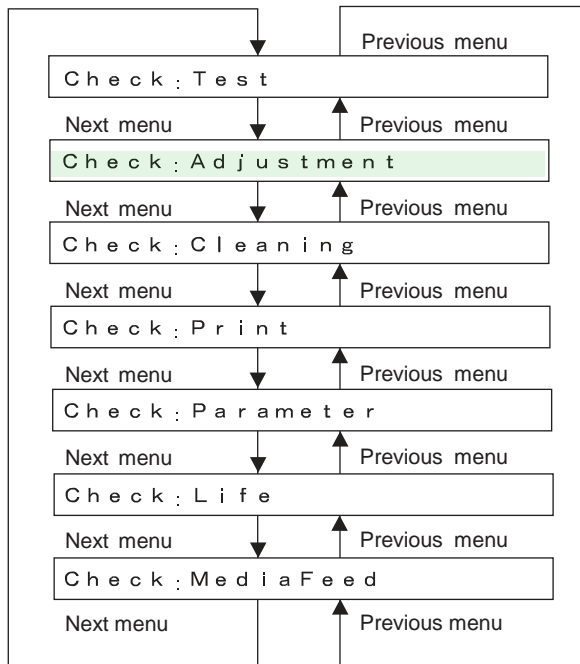 Previous menu
Check:Test
Next menu Previous menu
Check:Adjustment
Next menu Previous menu
Check:Cleaning
Next menu Previous menu
Check:Print
Next menu Previous menu
Check:Parameter
Next menu Previous menu
Check:Life
Next menu Previous menu
Check:MediaFeed
Next menu Previous menu